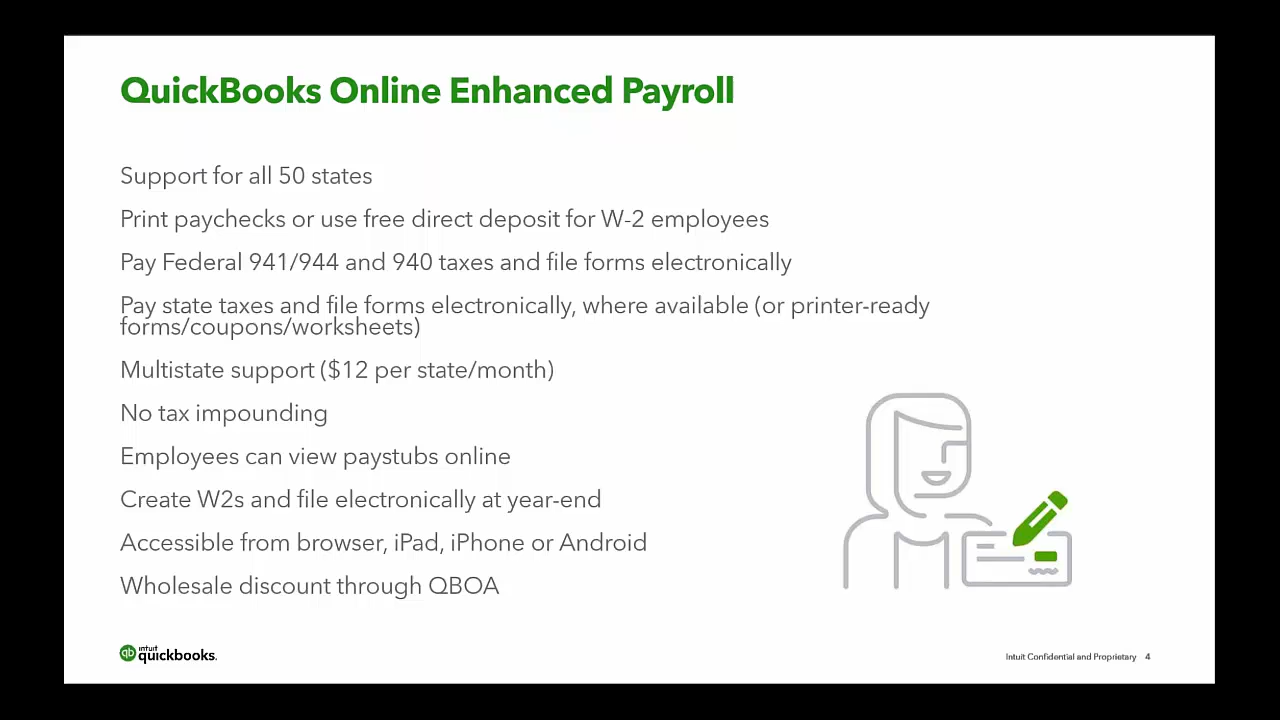 QuickBooks Online Enhanced Payroll
Support for all 50 states
Print paychecks or use free direct deposit for W-2 employees
Pay Federal 941/944 and 940 taxes and file forms electronically
Pay state taxes and file forms electronically, where available (or printer-ready
forms/coupons/worksheets)
Multistate support ($12 per state/month)
No tax impounding
Employees can view paystubs online
Create W2s and file electronically at year-end
Accessible from browser, iPad, iPhone or Android
Wholesale discount through QBOA
qb intuit
quickbooks.
Intuit Confidential and Proprietary 4